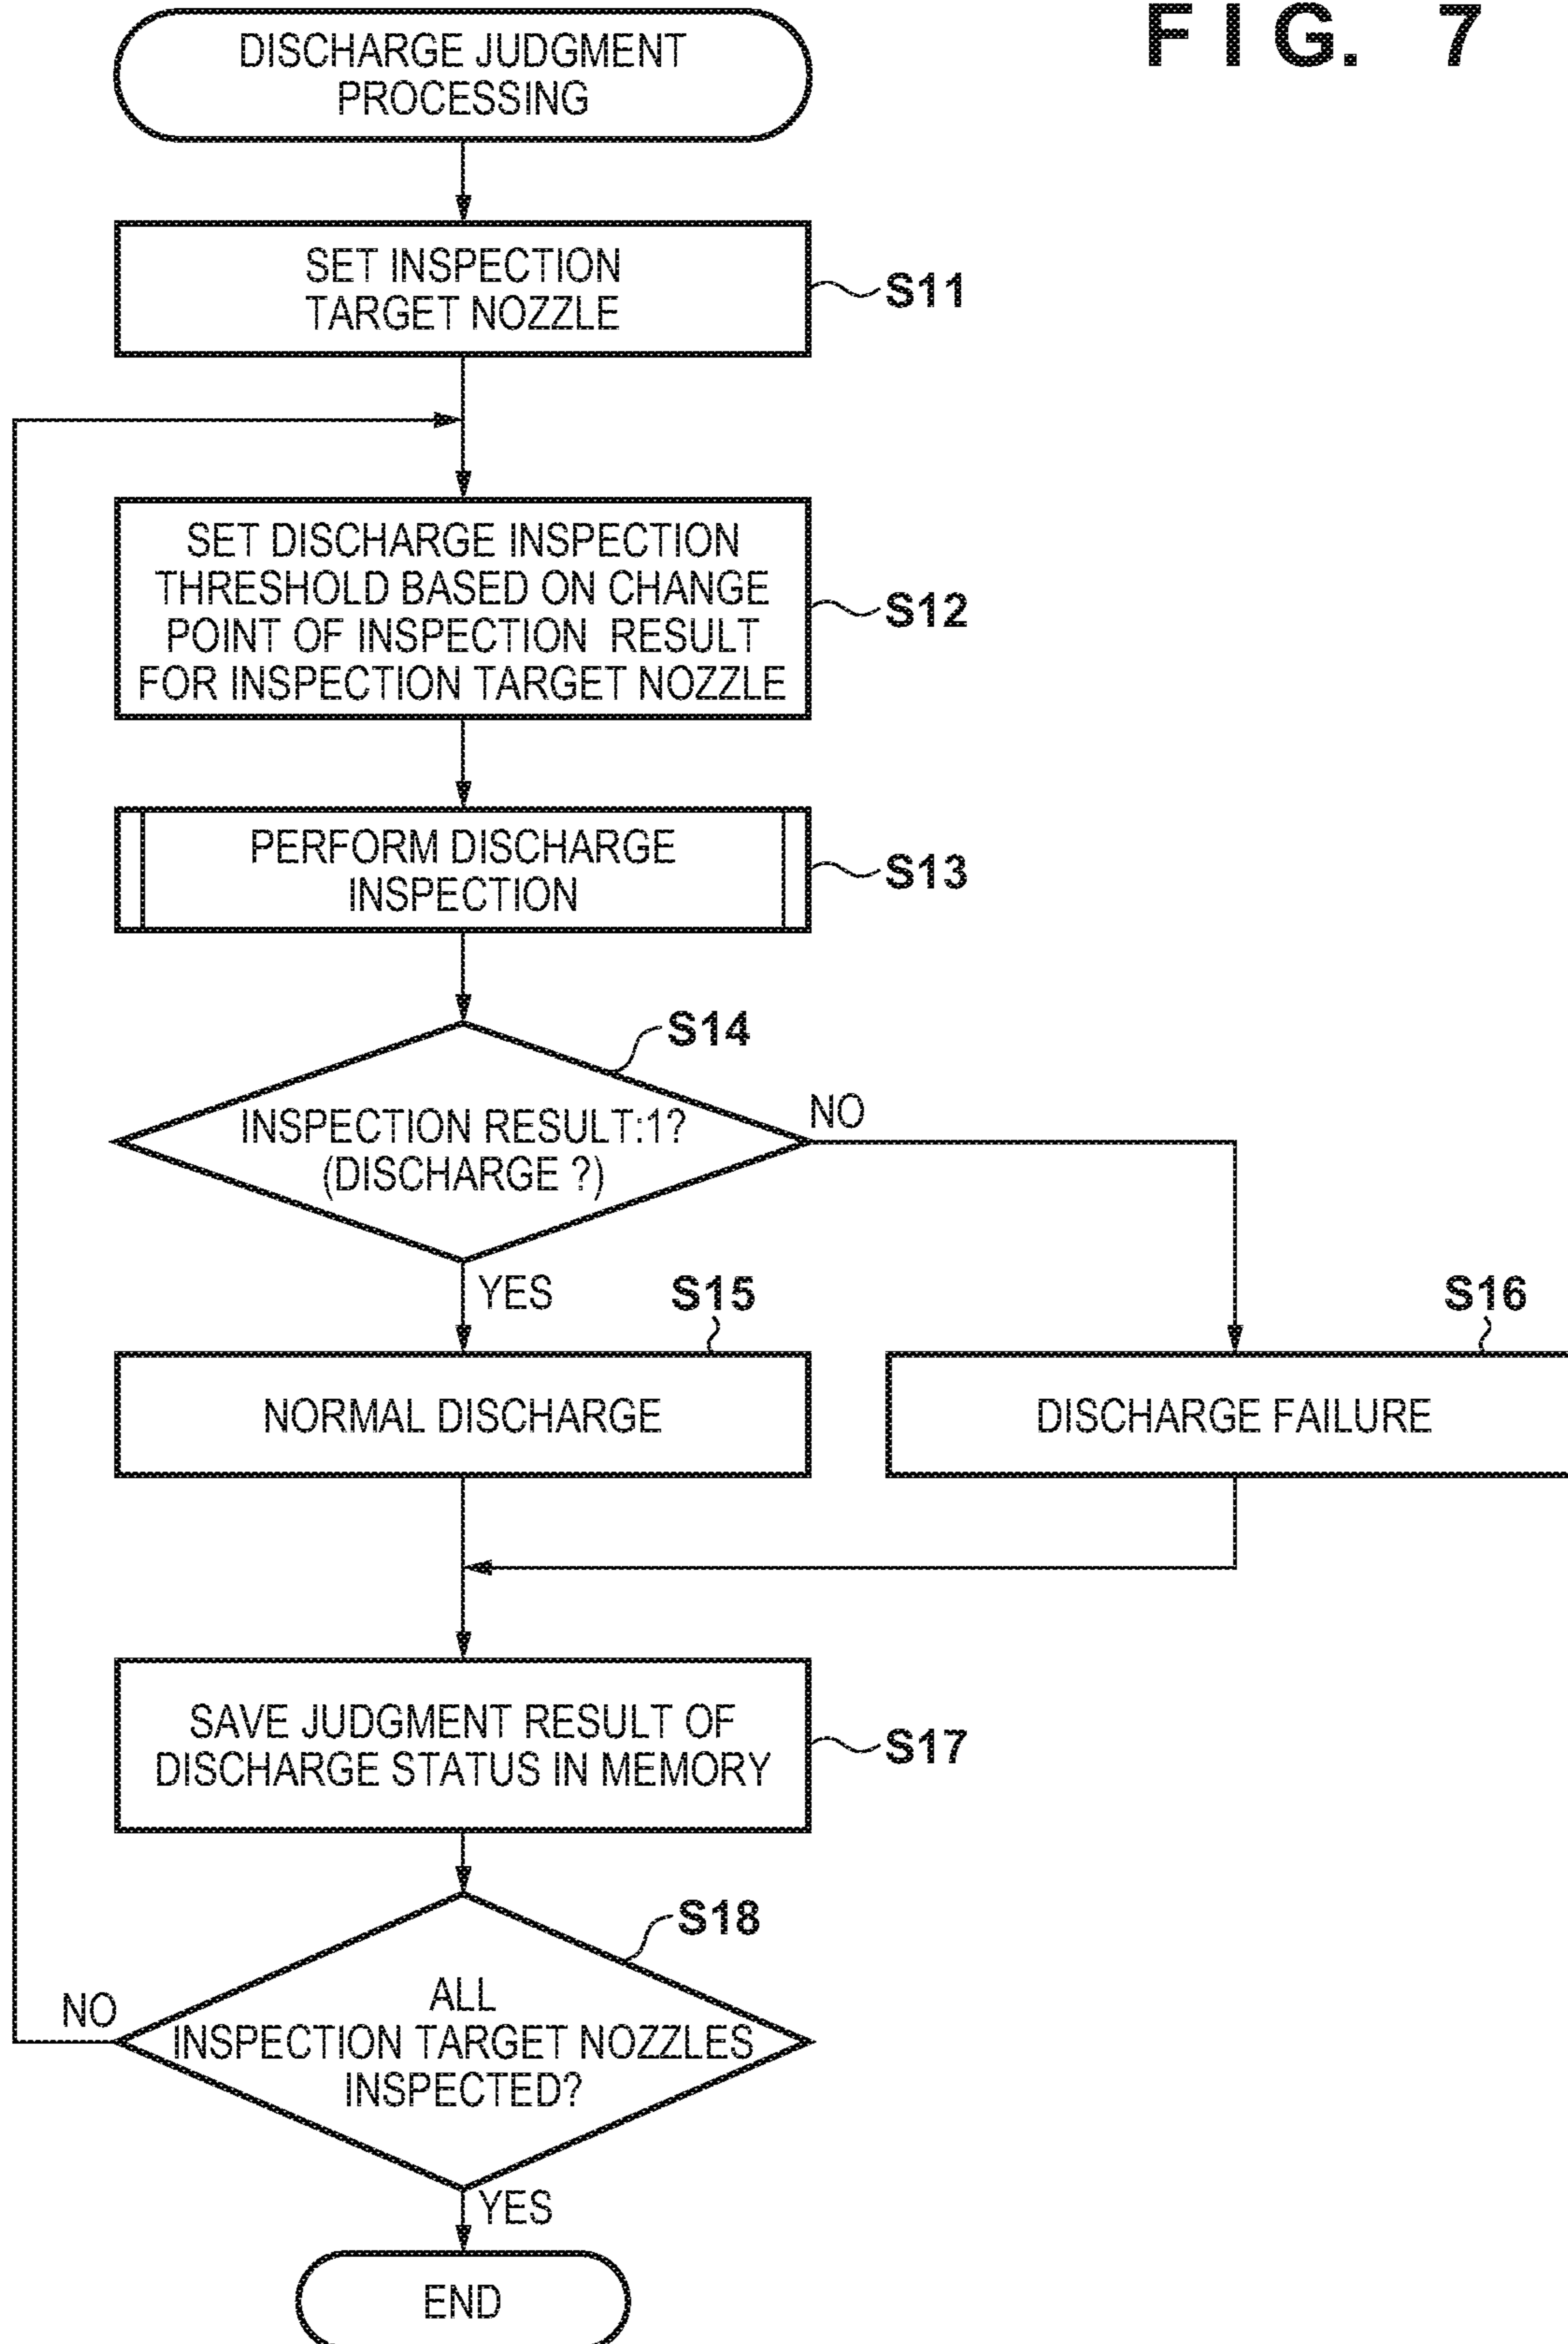 FIG. 7
DISCHARGE JUDGMENT
PROCESSING
SET INSPECTION
TARGET NOZZLE
S11
SET DISCHARGE INSPECTION
THRESHOLD BASED ON CHANGE
POINT OF INSPECTION RESULT
FOR INSPECTION TARGET NOZZLE
S12
PERFORM DISCHARGE
INSPECTION
S13
S14
INSPECTION RESULT:1?
(DISCHARGE ?)
NO
YES
S15
NORMAL DISCHARGE
S16
DISCHARGE FAILURE
SAVE JUDGMENT RESULT OF
DISCHARGE STATUS IN MEMORY
S17
S18
ALL
INSPECTION TARGET NOZZLES
INSPECTED?
NO
YES
END